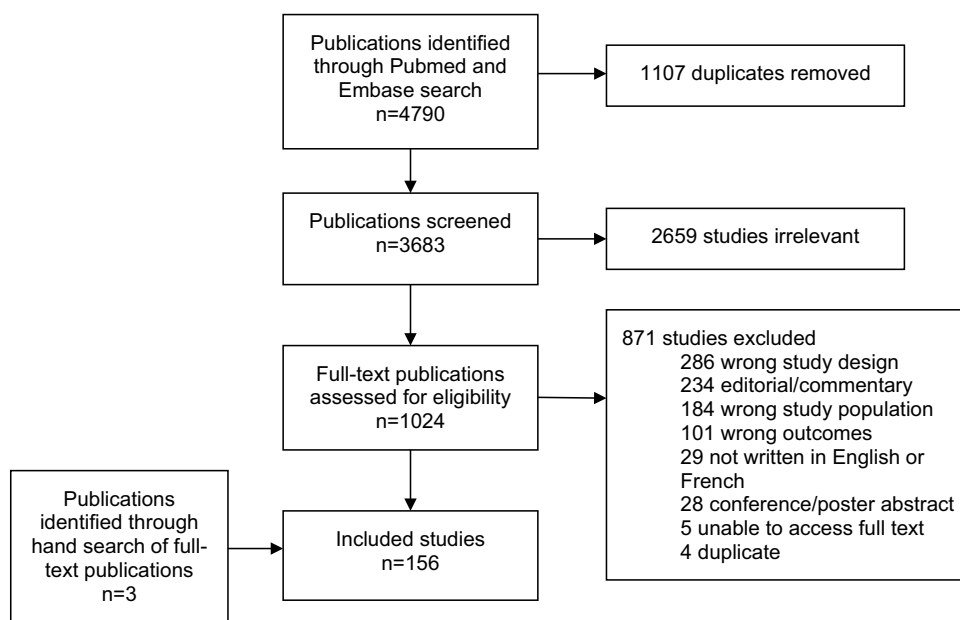 Publications identified
through Pubmed and
Embase search
n=4790
1107 duplicates removed
Publications screened
n=3683
2659 studies irrelevant
Full-text publications
assessed for eligibility
n=1024
871 studies excluded
286 wrong study design
234 editorial/commentary
184 wrong study population
101 wrong outcomes
29 not written in English or
French
28 conference/poster abstract
5 unable to access full text
4 duplicate
Publications
identified through
hand search of full-
text publications
n=3
Included studies
n=156